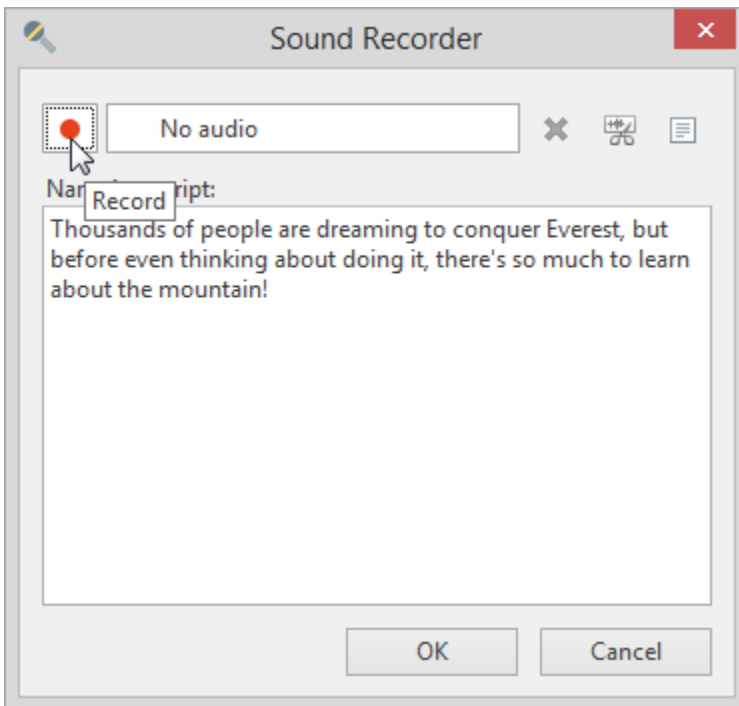 Sound Recorder
No audio
Record
ript:
Thousands of people are dreaming to conquer Everest, but
before even thinking about doing it, there's so much to learn
about the mountain!
OK
Cancel